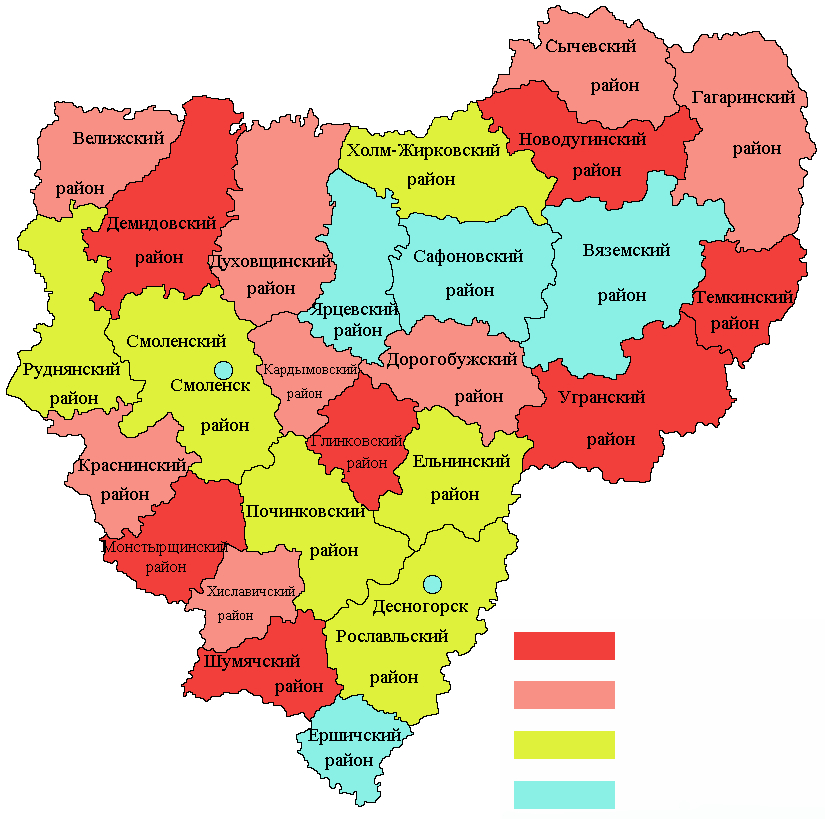 Сычевский
район
Гагаринский
район
Новодугинский
район
Холм-Жирковский
район
Велижский
район
Демидовский
район
Духовщинский
район
Ярцевский
район
Сафоновский
район
Вяземский
район
Темкинский
район
Руднянский
район
Смоленский
Смоленск
район
Кардымовский
район
Дорогобужский
район
Угранский
район
Глинковский
район
Ельнинский
район
Краснинский
район
Монстырщинский
район
Починковский
район
Хиславичский
район
Десногорск
Рославльский
район
Шумячский
район
Ершичский
район